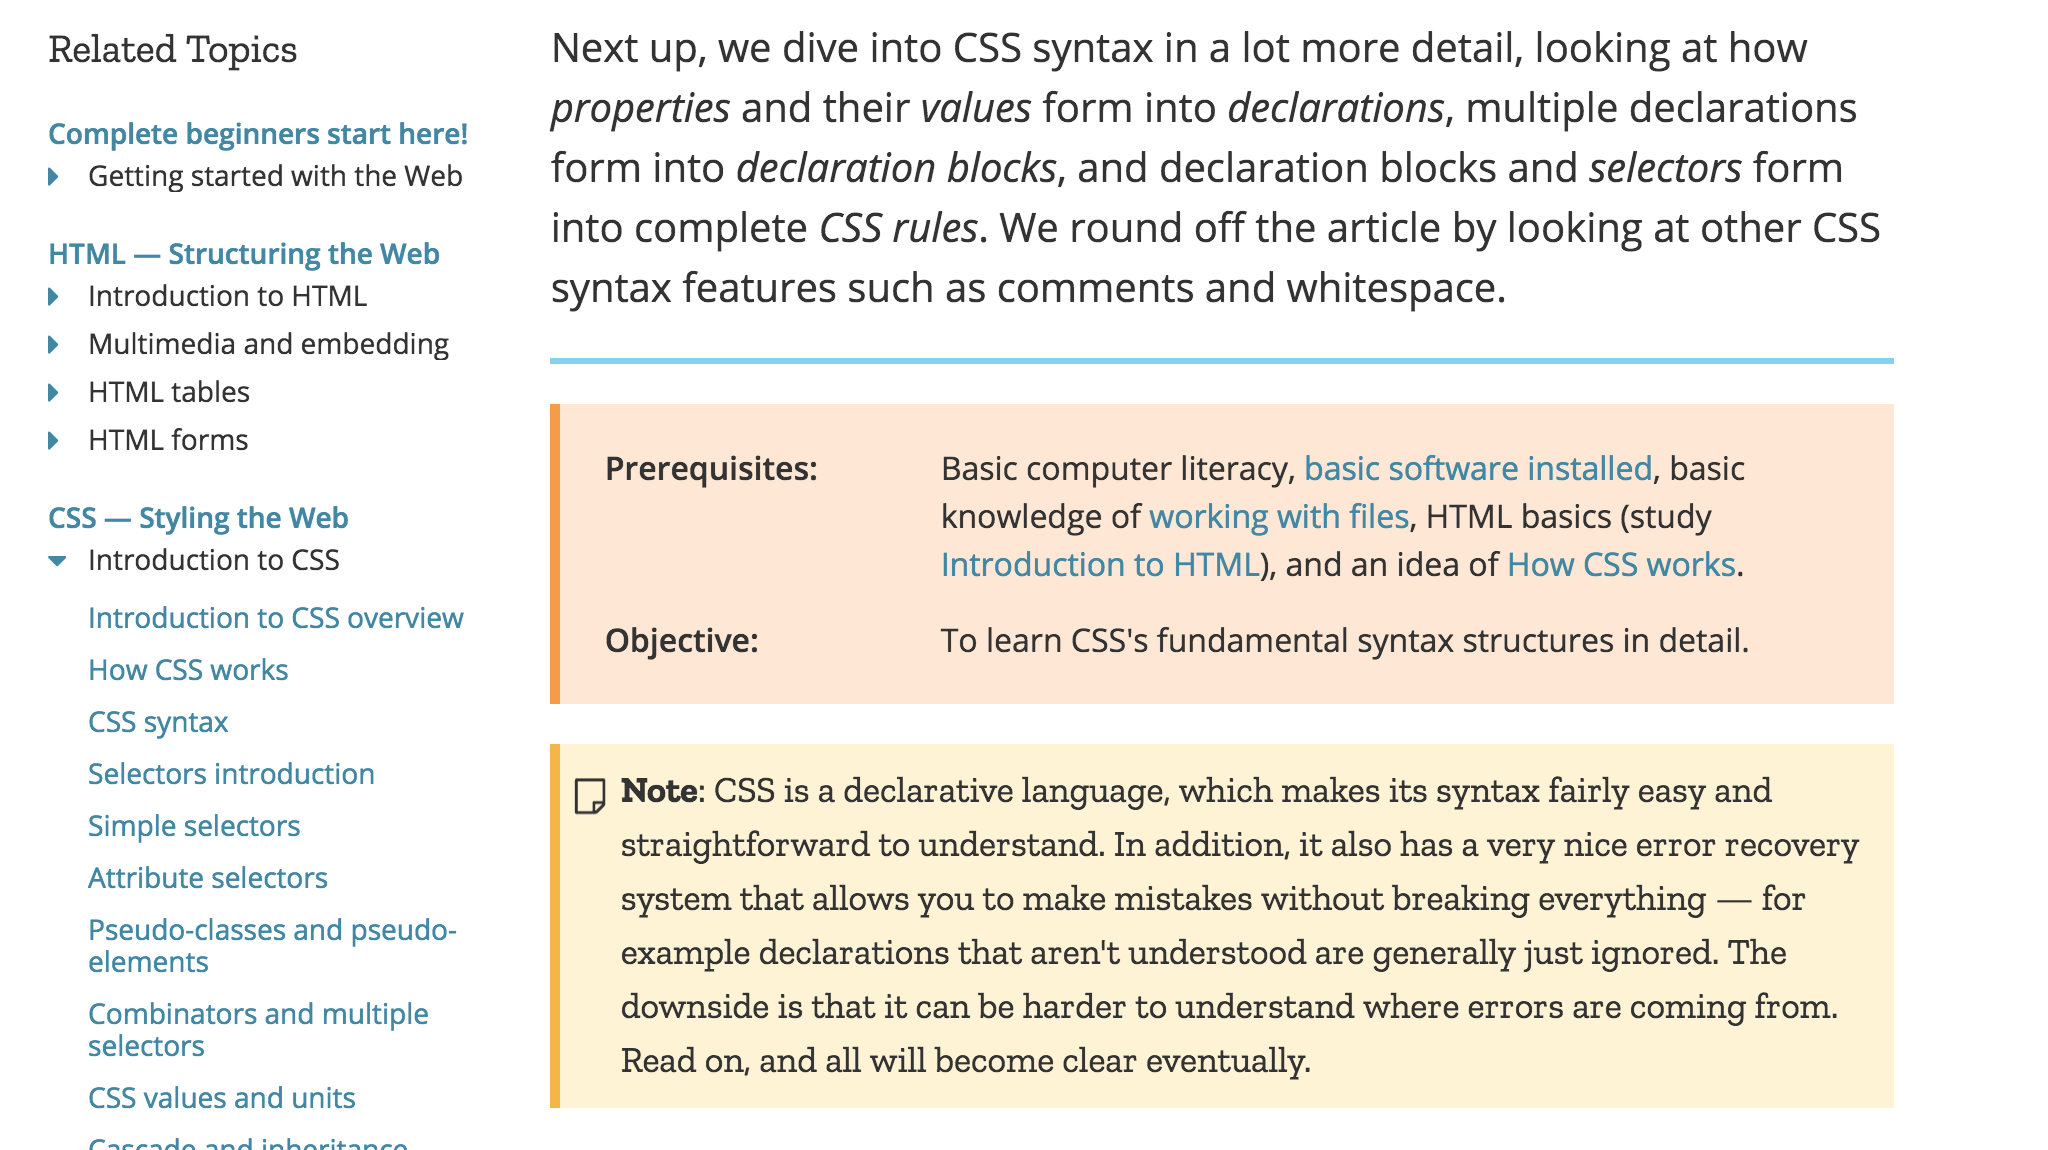 Related Topics
Complete beginners start here!
Getting started with the Web
HTML — Structuring the Web
Introduction to HTML
Multimedia and embedding
HTML tables
HTML forms
CSS — Styling the Web
Introduction to CSS
Introduction to CSS overview
How CSS works
CSS syntax
Selectors introduction
Simple selectors
Attribute selectors
Pseudo-classes and pseudo-
elements
Combinators and multiple
selectors
CSS values and units
Cascade and inheritance
Next up, we dive into CSS syntax in a lot more detail, looking at how
properties and their values form into declarations, multiple declarations
form into declaration blocks, and declaration blocks and selectors form
into complete CSS rules. We round off the article by looking at other CSS
syntax features such as comments and whitespace.
Prerequisites: Basic computer literacy, basic software installed, basic
knowledge of working with files, HTML basics (study
Introduction to HTML), and an idea of How CSS works.
Objective: To learn CSS's fundamental syntax structures in detail.
Note: CSS is a declarative language, which makes its syntax fairly easy and
straightforward to understand. In addition, it also has a very nice error recovery
system that allows you to make mistakes without breaking everything — for
example declarations that aren't understood are generally just ignored. The
downside is that it can be harder to understand where errors are coming from.
Read on, and all will become clear eventually.